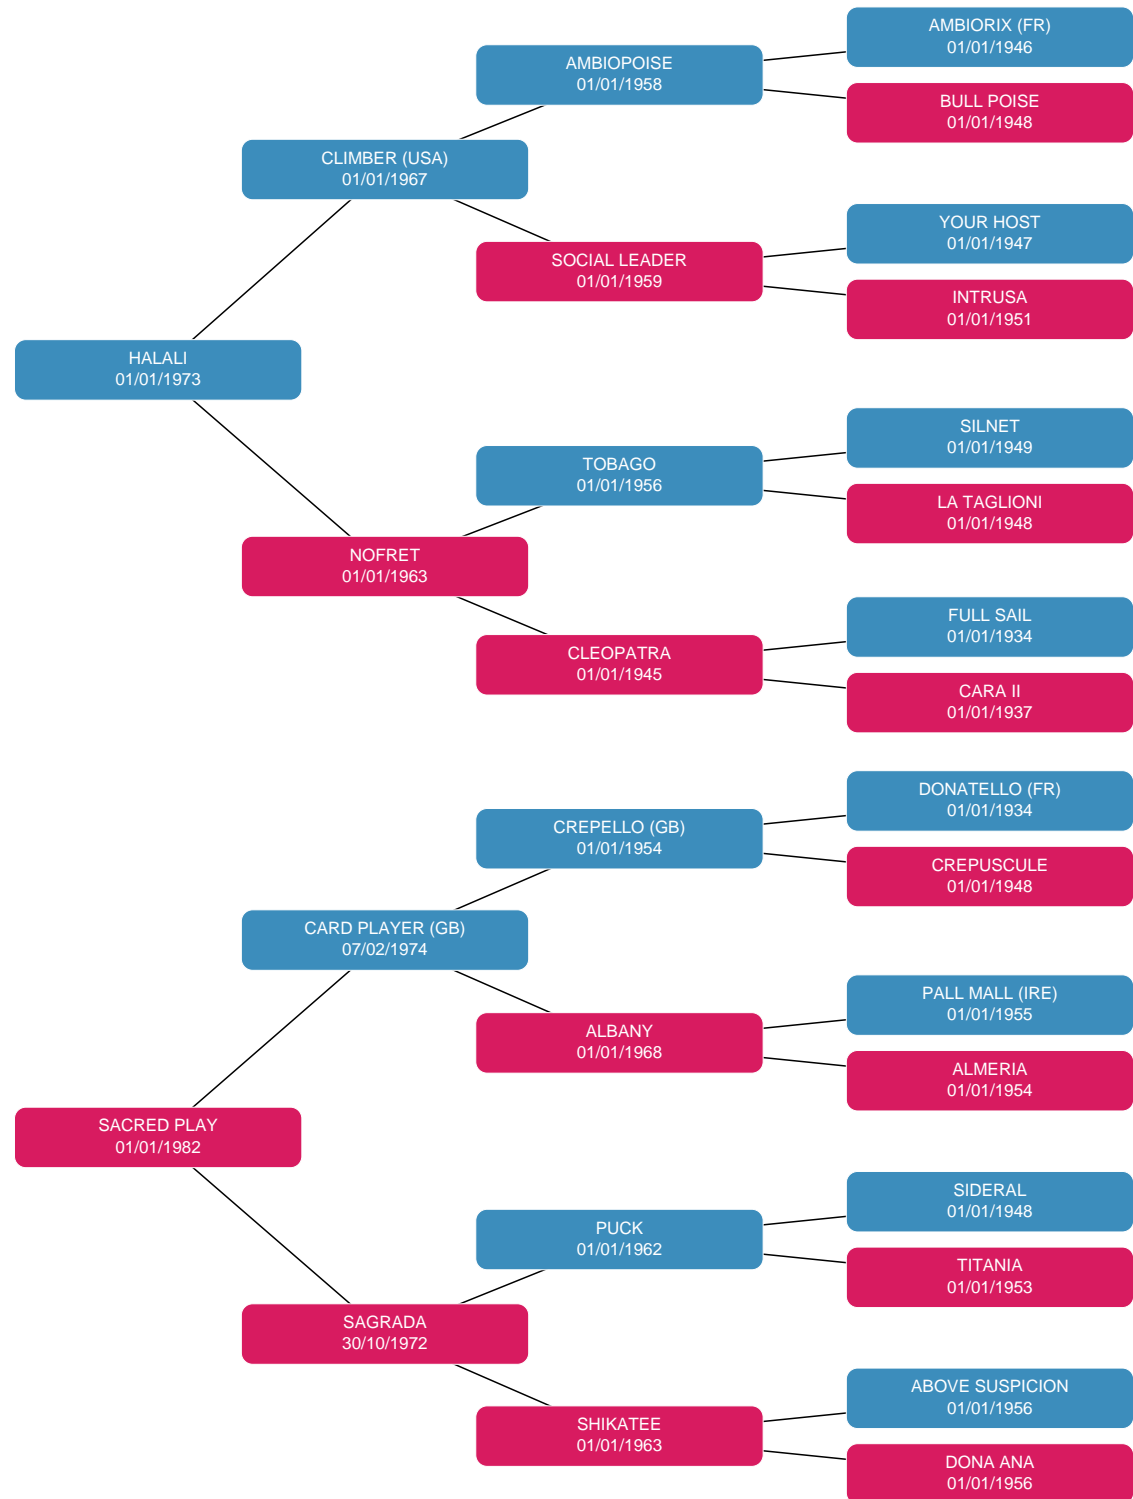 AMBIORIX (FR)
01/01/1946
AMBIOPOISE
01/01/1958
BULL POISE
01/01/1948
CLIMBER (USA)
01/01/1967
YOUR HOST
01/01/1947
SOCIAL LEADER
01/01/1959
INTRUSA
01/01/1951
HALALI
01/01/1973
SILNET
01/01/1949
TOBAGO
01/01/1956
LA TAGLIONI
01/01/1948
NOFRET
01/01/1963
FULL SAIL
01/01/1934
CLEOPATRA
01/01/1945
CARA II
01/01/1937
DONATELLO (FR)
01/01/1934
CREPELLO (GB)
01/01/1954
CREPUSCULE
01/01/1948
CARD PLAYER (GB)
07/02/1974
PALL MALL (IRE)
01/01/1955
ALBANY
01/01/1968
ALMERIA
01/01/1954
SACRED PLAY
01/01/1982
SIDERAL
01/01/1948
PUCK
01/01/1962
TITANIA
01/01/1953
SAGRADA
30/10/1972
ABOVE SUSPICION
01/01/1956
SHIKATEE
01/01/1963
DONA ANA
01/01/1956